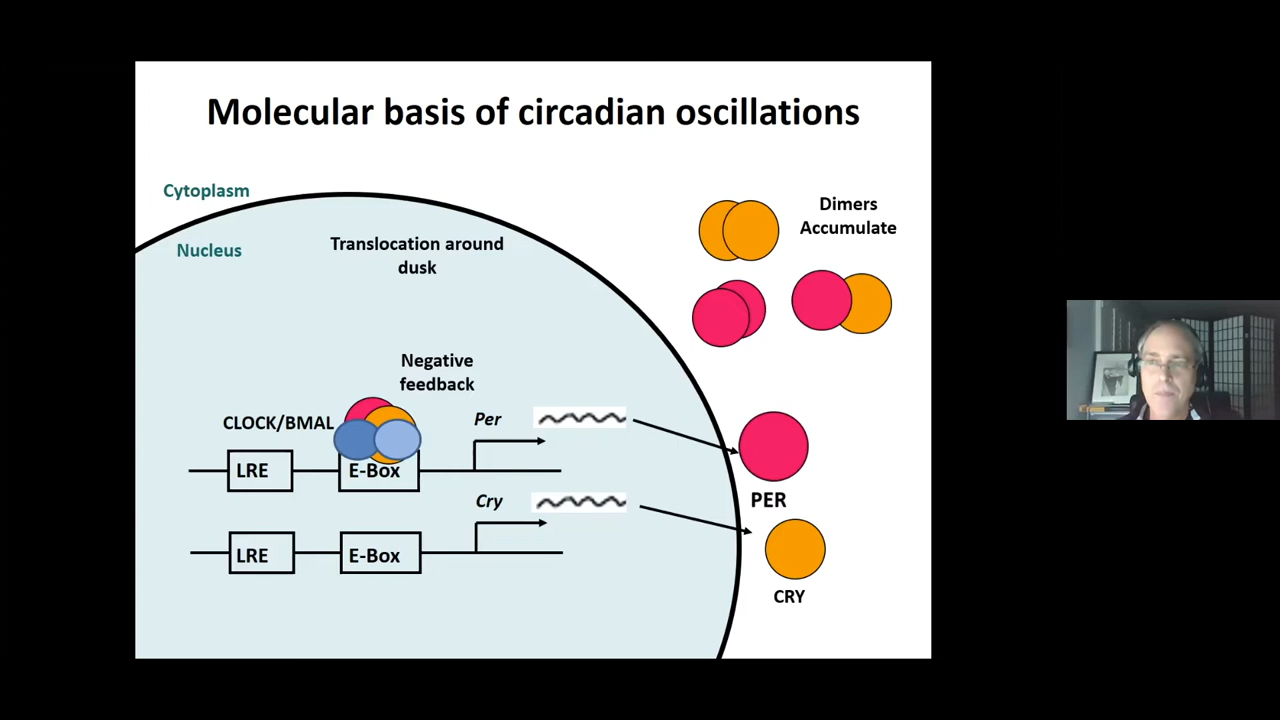 Molecular basis of circadian oscillations
Cytoplasm
Nucleus
Translocation around
dusk
Dimers
Accumulate
Negative
feedback
CLOCK/BMAL
Per
LRE
E-Box
PER
Cry
LRE
E-Box
CRY